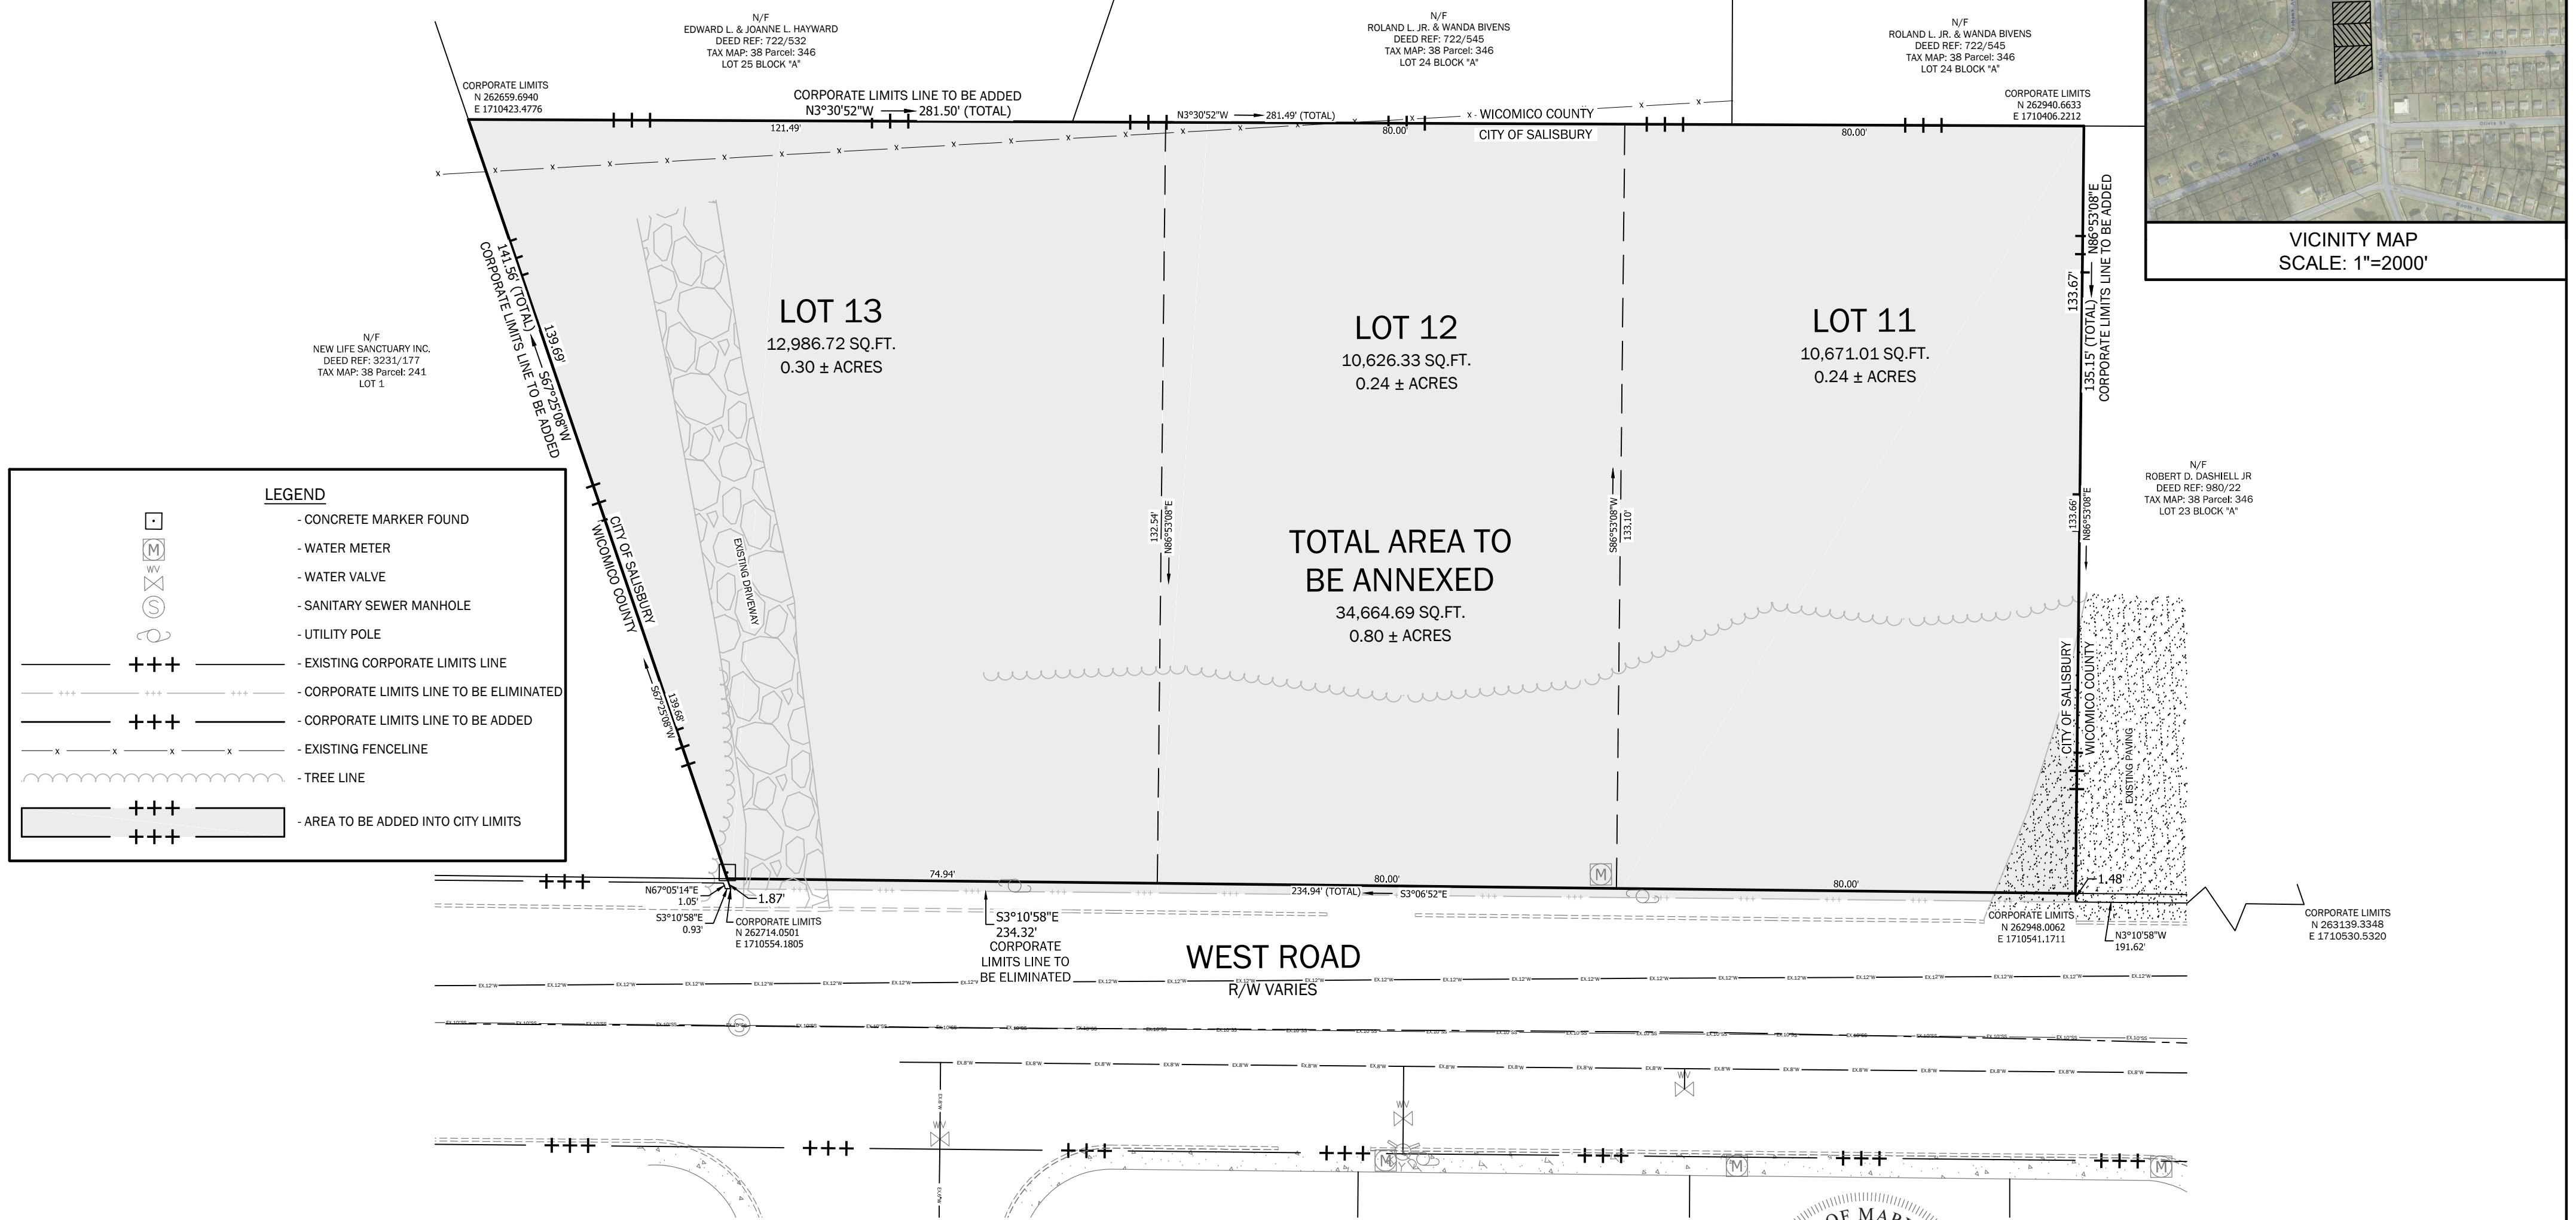 N/F
EDWARD L. & JOANNE L. HAYWARD
DEED REF: 722/532
TAX MAP: 38 Parcel: 346
LOT 25 BLOCK "A"
N/F
ROLAND L. JR. & WANDA BIVENS
DEED REF: 722/545
TAX MAP: 38 Parcel: 346
LOT 24 BLOCK "A"
N/F
ROLAND L. JR. & WANDA BIVENS
DEED REF: 722/545
TAX MAP: 38 Parcel: 346
LOT 24 BLOCK "A"
CORPORATE LIMITS
N 262659.6940
E 1710423.4776
CORPORATE LIMITS LINE TO BE ADDED
N3°30'52"W 281.50' (TOTAL)
121.49'
N3°30'52"W 281.49' (TOTAL)
80.00'
WICOMICO COUNTY
CITY OF SALISBURY
80.00'
CORPORATE LIMITS
N 262940.6633
E 1710406.2212
VICINITY MAP
SCALE: 1"=2000'
133.67'
N86°53'08"E
135.15' (TOTAL)
CORPORATE LIMITS LINE TO BE ADDED
141.56' (TOTAL) S67°25'08"W
CORPORATE LIMITS LINE TO BE ADDED
139.69'
LOT 13
12,986.72 SQ.FT.
0.30 ± ACRES
LOT 12
10,626.33 SQ.FT.
0.24 ± ACRES
LOT 11
10,671.01 SQ.FT.
0.24 ± ACRES
N/F
NEW LIFE SANCTUARY INC.
DEED REF: 3231/177
TAX MAP: 38 Parcel: 241
LOT 1
N/F
ROBERT D. DASHIELL JR
DEED REF: 980/22
TAX MAP: 38 Parcel: 346
LOT 23 BLOCK "A"
LEGEND
- CONCRETE MARKER FOUND
M
- WATER METER
WV
- WATER VALVE
S
- SANITARY SEWER MANHOLE
- UTILITY POLE
- EXISTING CORPORATE LIMITS LINE
- CORPORATE LIMITS LINE TO BE ELIMINATED
- CORPORATE LIMITS LINE TO BE ADDED
- EXISTING FENCELINE
- TREE LINE
- AREA TO BE ADDED INTO CITY LIMITS
CITY OF SALISBURY
WICOMICO COUNTY
EXISTING DRIVEWAY
132.54'
N86°53'08"E
S86°53'08"W
133.10'
133.66'
N86°53'08"E
TOTAL AREA TO
BE ANNEXED
34,664.69 SQ.FT.
0.80 ± ACRES
139.68'
S67°25'08"W
CITY OF SALISBURY
WICOMICO COUNTY
EXISTING PAVING
74.94'
80.00'
M
80.00'
234.94' (TOTAL) S3°06'52"E
1.48'
N67°05'14"E
1.05'
1.87'
S3°10'58"E
0.93'
CORPORATE LIMITS
N 262714.0501
E 1710554.1805
S3°10'58"E
234.32'
CORPORATE
LIMITS LINE TO
BE ELIMINATED
CORPORATE LIMITS
N 262948.0062
E 1710541.1711
N3°10'58"W
191.62'
CORPORATE LIMITS
N 263139.3348
E 1710530.5320
WEST ROAD
R/W VARIES
EX.12"W
EX.10"SS
S
EX.8"W
WV
WV
WV
M
M
M
OF MAR